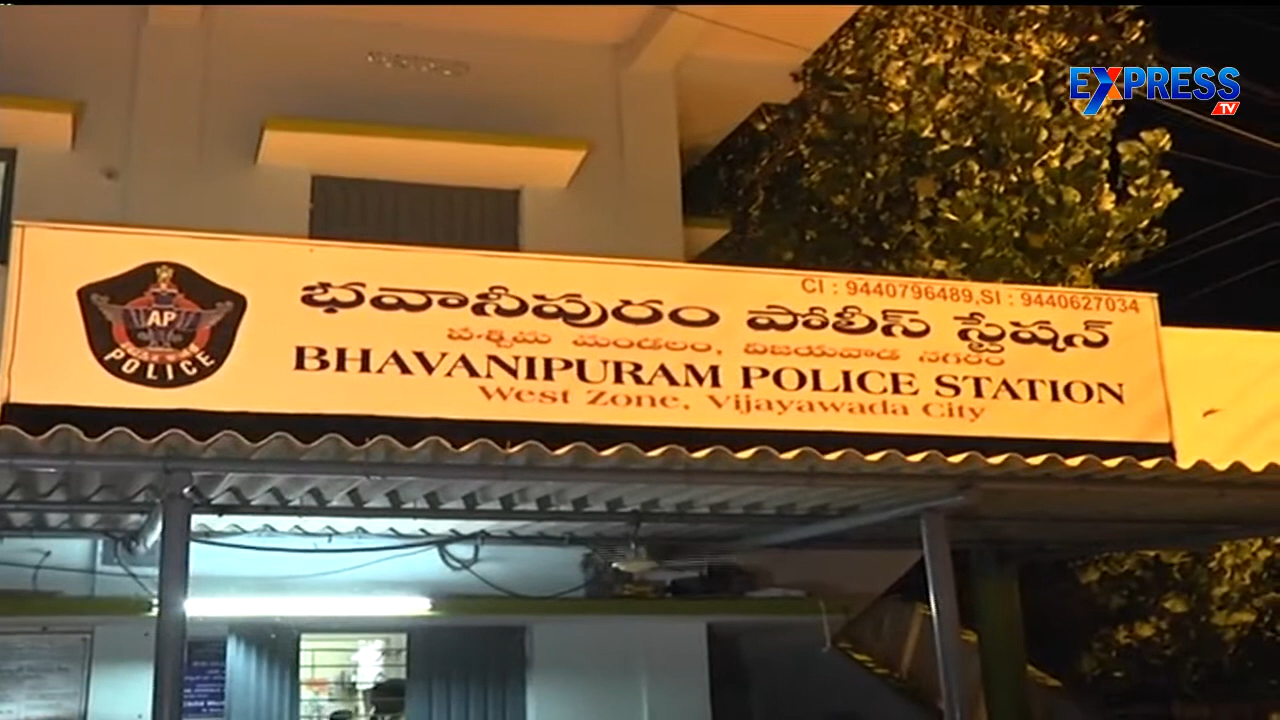 EXPRESS
TV
CI : 9440796489,SI : 9440627034
భవానీపురం పోలీస్ స్టేషన్
పశ్చిమ మండలం, విజయవాడ నగరం
BHAVANIPURAM POLICE STATION
West Zone, Vijayawada City
AP
POLICE